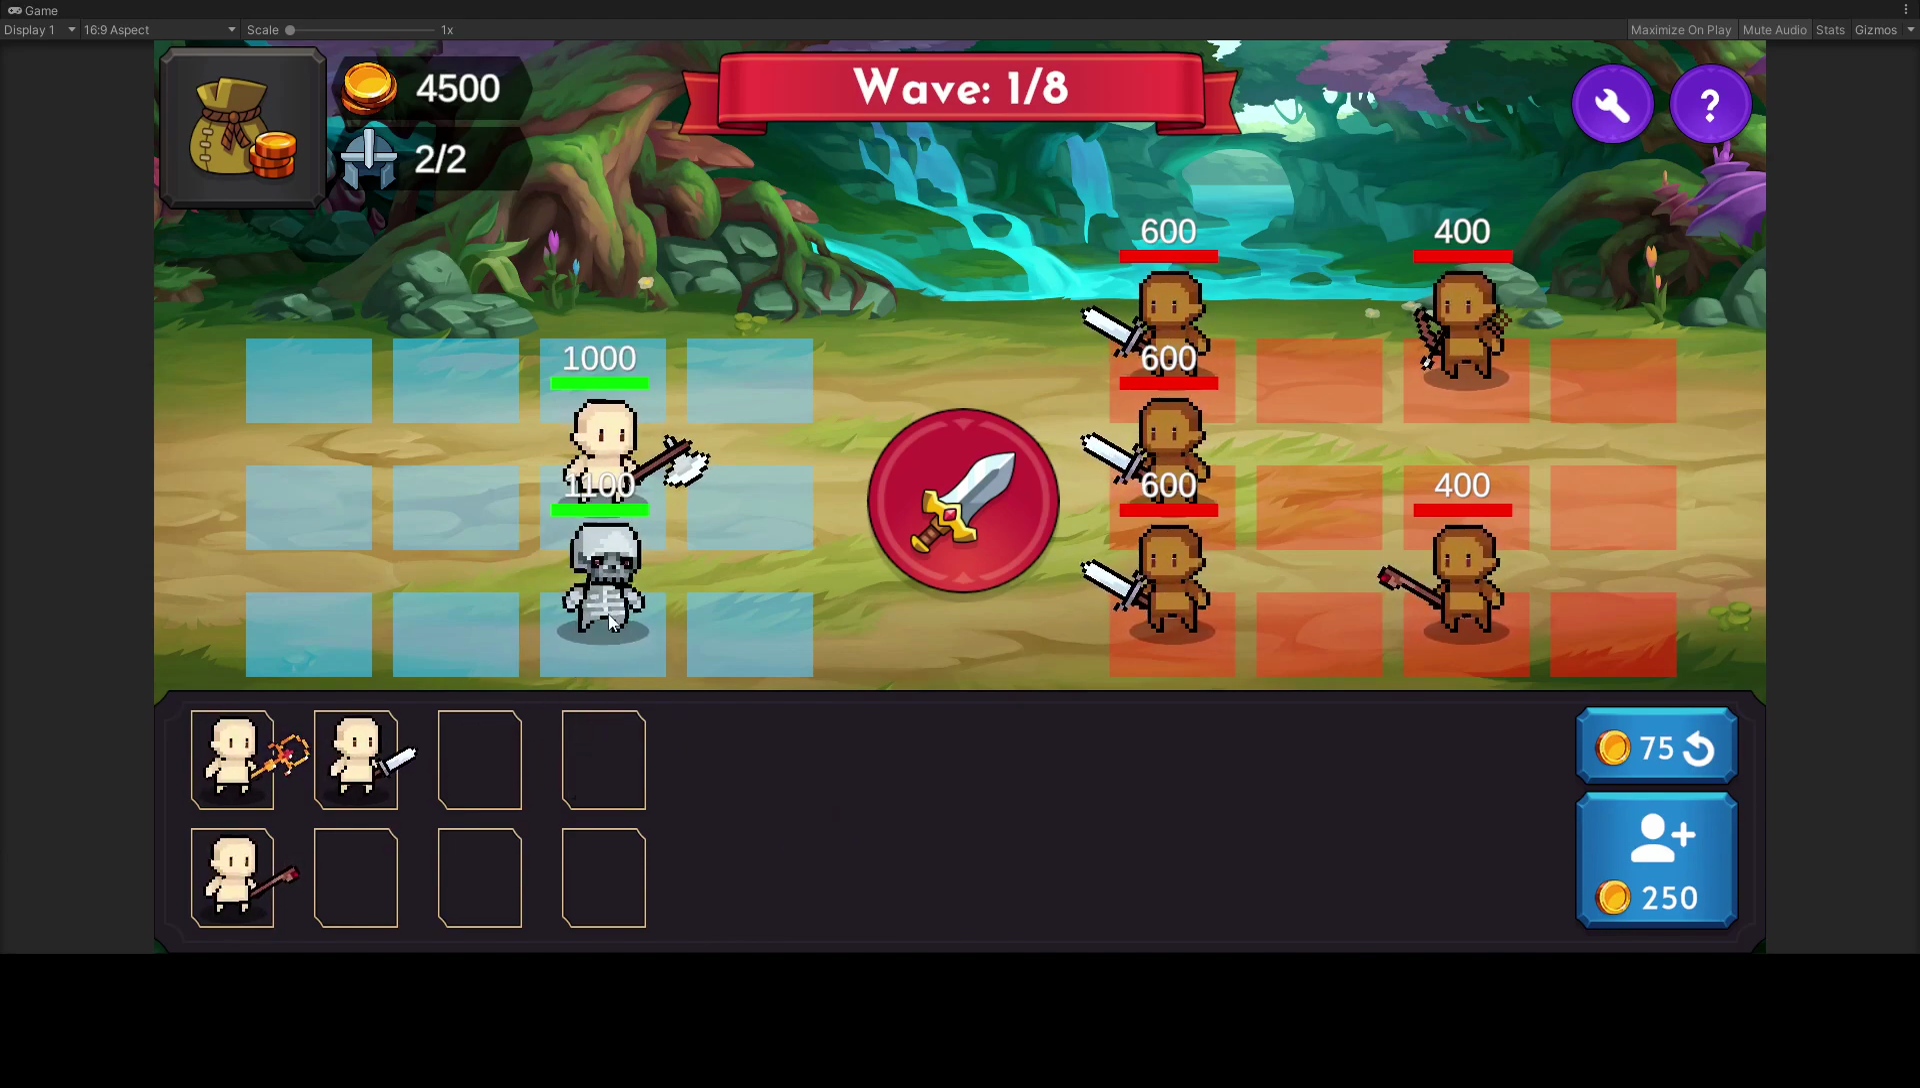 Game
Display 1
16:9 Aspect
Scale
1x
Maximize On Play
Mute Audio
Stats
Gizmos
4500
Wave: 1/8
?
2/2
600
400
1000
600
1100
600
400
75
250